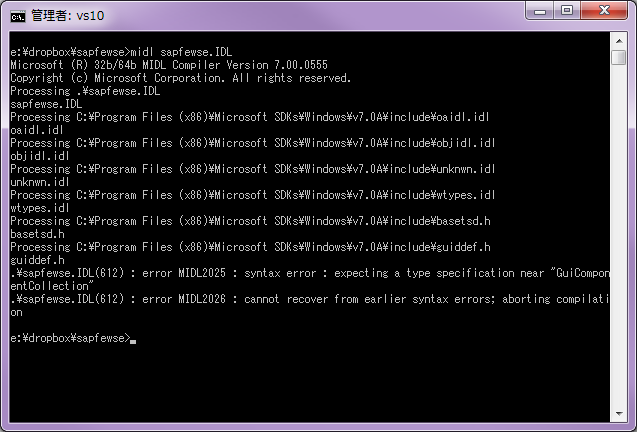 管理者: vs10
e:¥dropbox¥sapfewse>midl sapfewse.IDL
Microsoft (R) 32b/64b MIDL Compiler Version 7.00.0555
Copyright (c) Microsoft Corporation. All rights reserved.
Processing .¥sapfewse.IDL
sapfewse.IDL
Processing C:¥Program Files (x86)¥Microsoft SDKs¥Windows¥v7.0A¥include¥oaidl.idl
oaidl.idl
Processing C:¥Program Files (x86)¥Microsoft SDKs¥Windows¥v7.0A¥include¥objidl.idl
objidl.idl
Processing C:¥Program Files (x86)¥Microsoft SDKs¥Windows¥v7.0A¥include¥unknwn.idl
unknwn.idl
Processing C:¥Program Files (x86)¥Microsoft SDKs¥Windows¥v7.0A¥include¥wtypes.idl
wtypes.idl
Processing C:¥Program Files (x86)¥Microsoft SDKs¥Windows¥v7.0A¥include¥basetsd.h
basetsd.h
Processing C:¥Program Files (x86)¥Microsoft SDKs¥Windows¥v7.0A¥include¥guiddef.h
guiddef.h
.¥sapfewse.IDL(612) : error MIDL2025 : syntax error : expecting a type specification near "GuiCompon
entCollection"
.¥sapfewse.IDL(612) : error MIDL2026 : cannot recover from earlier syntax errors; aborting compilati
on
e:¥dropbox¥sapfewse>